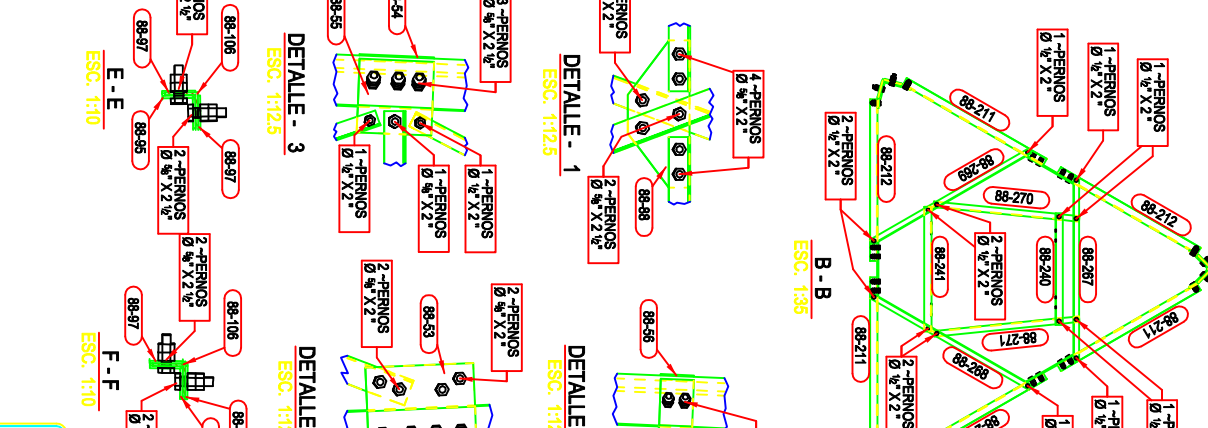 88-211
88-212
88-269
88-270
88-212
88-267
88-240
88-241
88-271
88-268
88-211
88-211
1 ~PERNOS
Ø ½" X 2"
1 ~PERNOS
Ø ½" X 2"
1 ~PERNOS
Ø ½" X 2"
2 ~PERNOS
Ø ½" X 2"
2 ~PERNOS
Ø ½" X 2"
2 ~PERNOS
B - B
ESC. 1:35
4 ~PERNOS
Ø ⅝" X 2"
2 ~PERNOS
Ø ⅝" X 2 ½"
88-88
DETALLE - 1
ESC. 1:12.5
88-56
DETALLE
88-55
3 ~PERNOS
1 ~PERNOS
Ø ½" X 2"
1 ~PERNOS
Ø ⅝" X 2"
1 ~PERNOS
Ø ½" X 2"
DETALLE - 3
ESC. 1:12.5
2 ~PERNOS
Ø ⅝" X 2"
88-53
2 ~PERNOS
Ø ⅝" X 2"
DETALLE
88-106
88-97
88-97
88-95
2 ~PERNOS
Ø ⅝" X 2 ½"
E - E
ESC. 1:10
2 ~PERNOS
Ø ⅝" X 2 ½"
88-106
88-97
F - F
ESC. 1:10